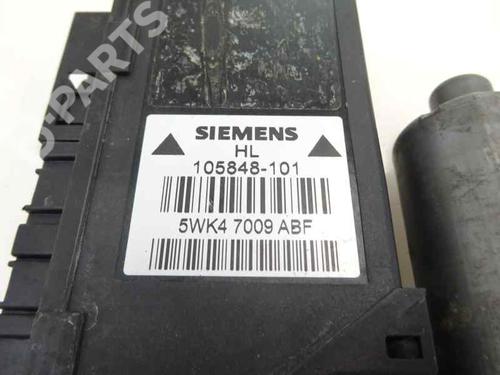 B-PARTS
SIEMENS
HL
105848-101
5WK4 7009 ABF